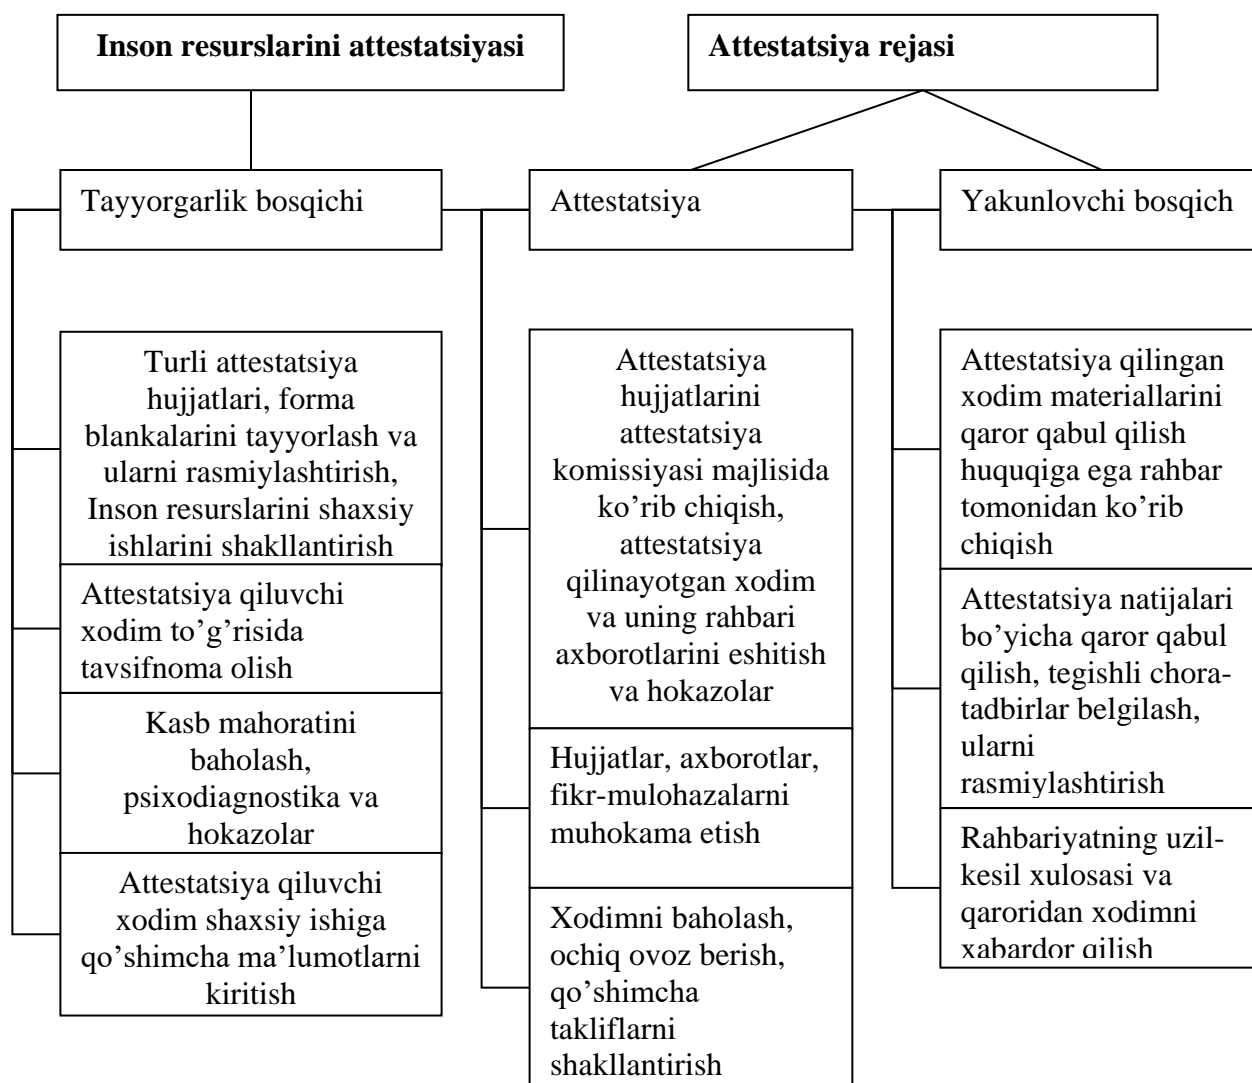 Inson resurslarini attestatsiyasi
Attestatsiya rejasi
Tayyorgarlik bosqichi
Attestatsiya
Yakunlovchi bosqich
Turli attestatsiya
hujjatlari, forma
blankalarini tayyorlash va
ularni rasmiylashtirish,
Inson resurslarini shaxsiy
ishlarini shakllantirish
Attestatsiya qiluvchi
xodim to’g’risida
tavsifnoma olish
Kasb mahoratini
baholash,
psixodiagnostika va
hokazolar
Attestatsiya qiluvchi
xodim shaxsiy ishiga
qo’shimcha ma’lumotlarni
kiritish
Attestatsiya
hujjatlarini
attestatsiya
komissiyasi majlisida
ko’rib chiqish,
attestatsiya
qilinayotgan xodim
va uning rahbari
axborotlarini eshitish
va hokazolar
Hujjatlar, axborotlar,
fikr-mulohazalarni
muhokama etish
Xodimni baholash,
ochiq ovoz berish,
qo’shimcha
takliflarni
shakllantirish
Attestatsiya qilingan
xodim materiallarini
qaror qabul qilish
huquqiga ega rahbar
tomonidan ko’rib
chiqish
Attestatsiya natijalari
bo’yicha qaror qabul
qilish, tegishli chora-
tadbirlar belgilash,
ularni
rasmiylashtirish
Rahbariyatning uzil-
kesil xulosasi va
qaroridan xodimni
xabardor qilish